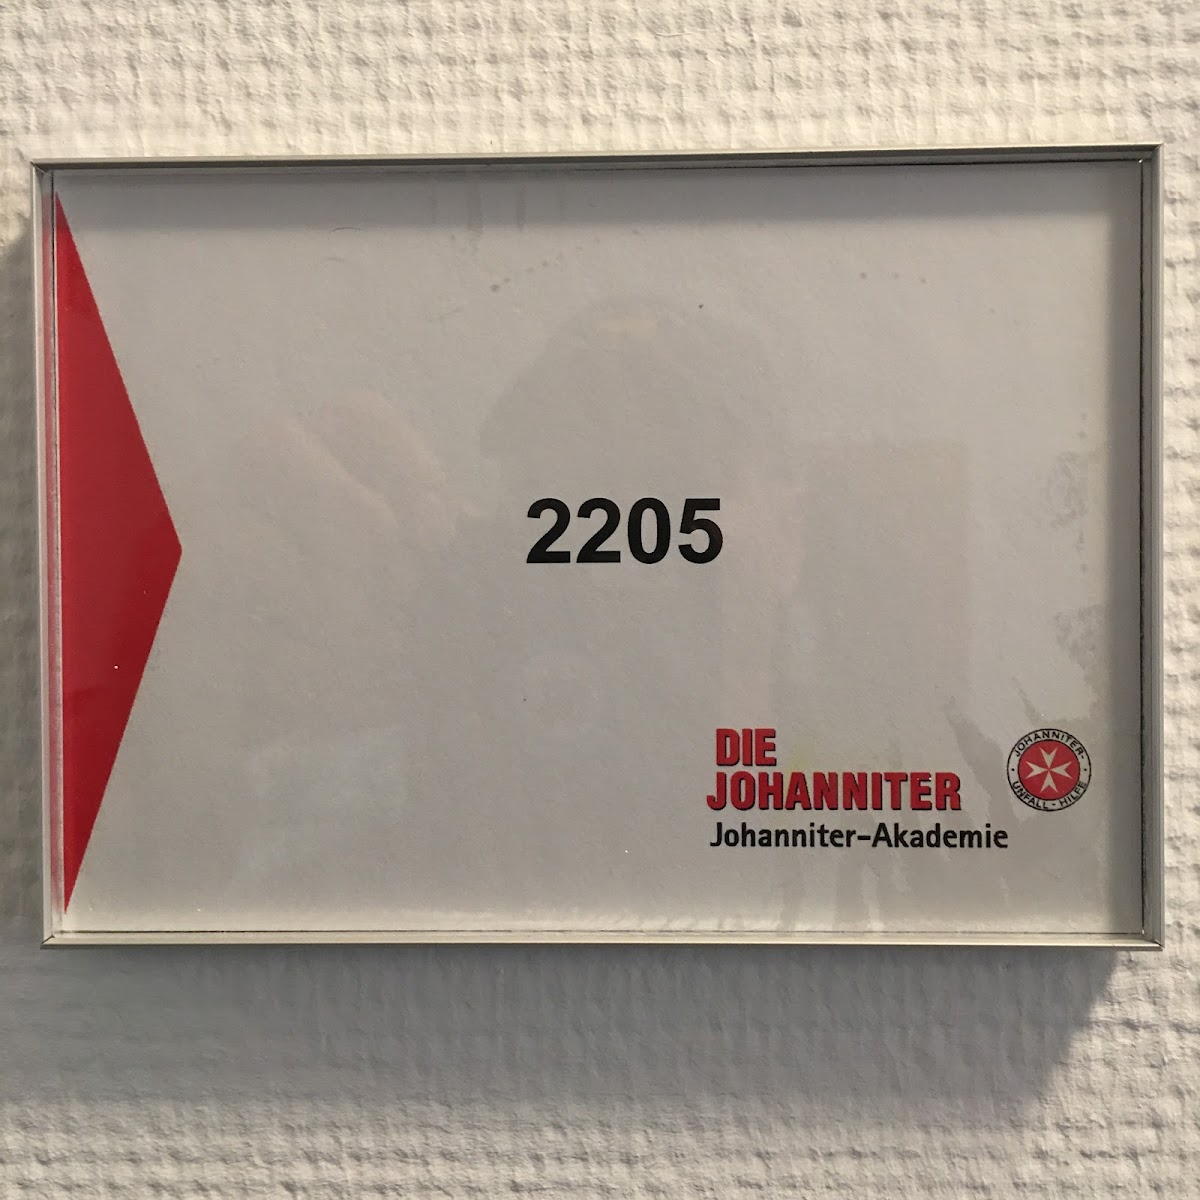 2205
DIE
JOHANNITER
Johanniter-Akademie
JOHANNITER-
UNFALL-HILFE